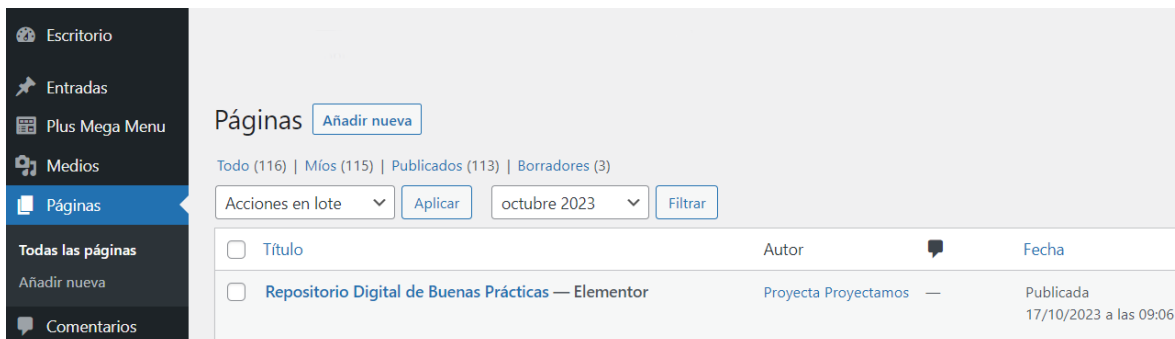 Escritorio
Entradas
Plus Mega Menu
Medios
Páginas
Todas las páginas
Añadir nueva
Comentarios
Páginas Añadir nueva
Todo (116) | Míos (115) | Publicados (113) | Borradores (3)
Acciones en lote Aplicar octubre 2023 Filtrar
Título Autor Fecha
Repositorio Digital de Buenas Prácticas — Elementor Proyecta Proyectamos — Publicada
17/10/2023 a las 09:06